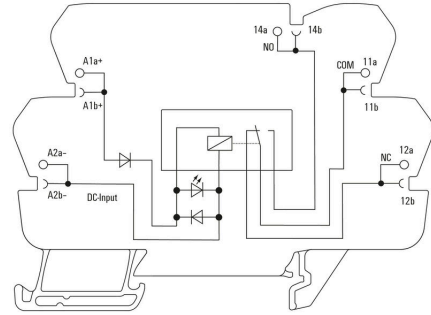 14a
14b
NO
A1a+
COM
11a
A1b+
11b
A2a–
12a
NC
A2b–
DC-Input
12b